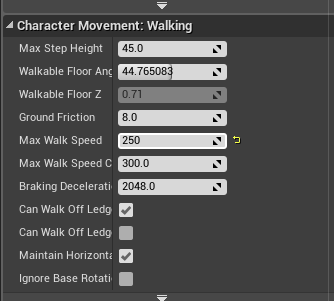 Character Movement: Walking
Max Step Height 45.0
Walkable Floor Ang 44.765083
Walkable Floor Z 0.71
Ground Friction 8.0
Max Walk Speed 250
Max Walk Speed C 300.0
Braking Deceleratio 2048.0
Can Walk Off Ledg
Can Walk Off Ledg
Maintain Horizonta
Ignore Base Rotati